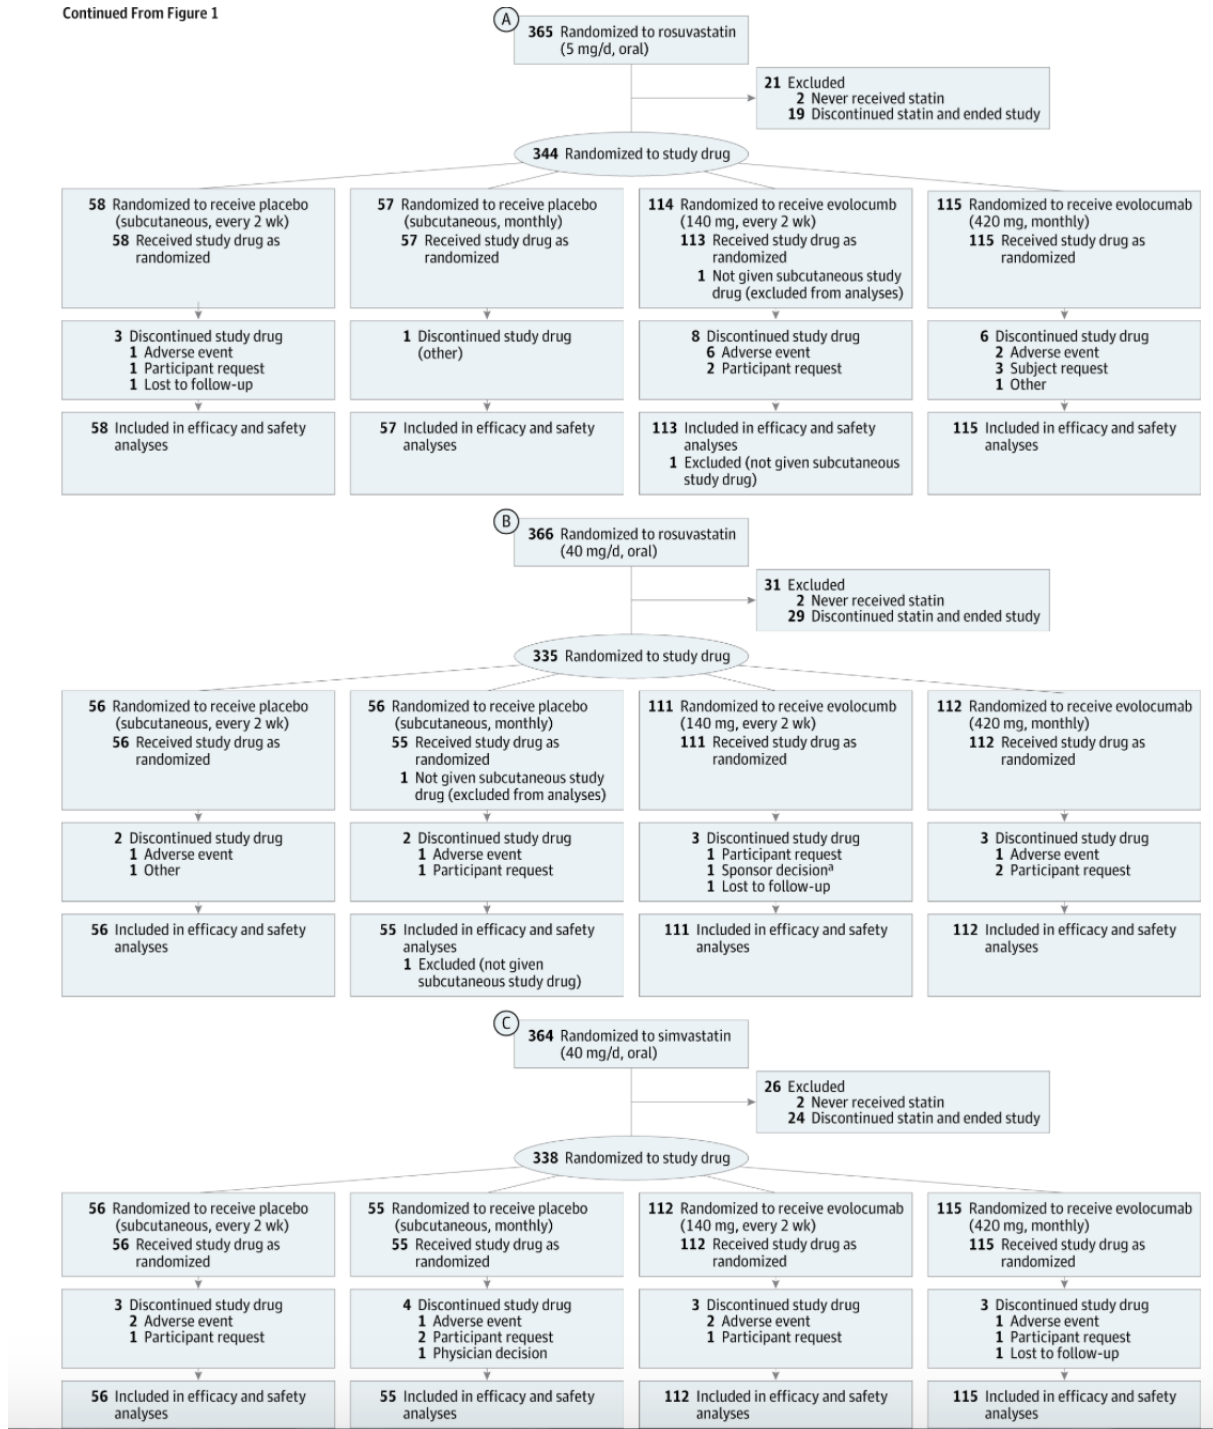 Continued From Figure 1
A
365 Randomized to rosuvastatin
(5 mg/d, oral)
21 Excluded
2 Never received statin
19 Discontinued statin and ended study
344 Randomized to study drug
58 Randomized to receive placebo
(subcutaneous, every 2 wk)
58 Received study drug as
randomized
57 Randomized to receive placebo
(subcutaneous, monthly)
57 Received study drug as
randomized
114 Randomized to receive evolocumb
(140 mg, every 2 wk)
113 Received study drug as
randomized
1 Not given subcutaneous study
drug (excluded from analyses)
115 Randomized to receive evolocumab
(420 mg, monthly)
115 Received study drug as
randomized
3 Discontinued study drug
1 Adverse event
1 Participant request
1 Lost to follow-up
1 Discontinued study drug
(other)
8 Discontinued study drug
6 Adverse event
2 Participant request
6 Discontinued study drug
2 Adverse event
3 Subject request
1 Other
58 Included in efficacy and safety
analyses
57 Included in efficacy and safety
analyses
113 Included in efficacy and safety
analyses
1 Excluded (not given subcutaneous
study drug)
115 Included in efficacy and safety
analyses
B
366 Randomized to rosuvastatin
(40 mg/d, oral)
31 Excluded
2 Never received statin
29 Discontinued statin and ended study
335 Randomized to study drug
56 Randomized to receive placebo
(subcutaneous, every 2 wk)
56 Received study drug as
randomized
56 Randomized to receive placebo
(subcutaneous, monthly)
55 Received study drug as
randomized
1 Not given subcutaneous study
drug (excluded from analyses)
111 Randomized to receive evolocumb
(140 mg, every 2 wk)
111 Received study drug as
randomized
112 Randomized to receive evolocumab
(420 mg, monthly)
112 Received study drug as
randomized
2 Discontinued study drug
1 Adverse event
1 Other
2 Discontinued study drug
1 Adverse event
1 Participant request
3 Discontinued study drug
1 Participant request
1 Sponsor decisionᵃ
1 Lost to follow-up
3 Discontinued study drug
1 Adverse event
2 Participant request
56 Included in efficacy and safety
analyses
55 Included in efficacy and safety
analyses
1 Excluded (not given
subcutaneous study drug)
111 Included in efficacy and safety
analyses
112 Included in efficacy and safety
analyses
C
364 Randomized to simvastatin
(40 mg/d, oral)
26 Excluded
2 Never received statin
24 Discontinued statin and ended study
338 Randomized to study drug
56 Randomized to receive placebo
(subcutaneous, every 2 wk)
56 Received study drug as
randomized
55 Randomized to receive placebo
(subcutaneous, monthly)
55 Received study drug as
randomized
112 Randomized to receive evolocumab
(140 mg, every 2 wk)
112 Received study drug as
randomized
115 Randomized to receive evolocumab
(420 mg, monthly)
115 Received study drug as
randomized
3 Discontinued study drug
2 Adverse event
1 Participant request
4 Discontinued study drug
1 Adverse event
2 Participant request
1 Physician decision
3 Discontinued study drug
2 Adverse event
1 Participant request
3 Discontinued study drug
1 Adverse event
1 Participant request
1 Lost to follow-up
56 Included in efficacy and safety
analyses
55 Included in efficacy and safety
analyses
112 Included in efficacy and safety
analyses
115 Included in efficacy and safety
analyses